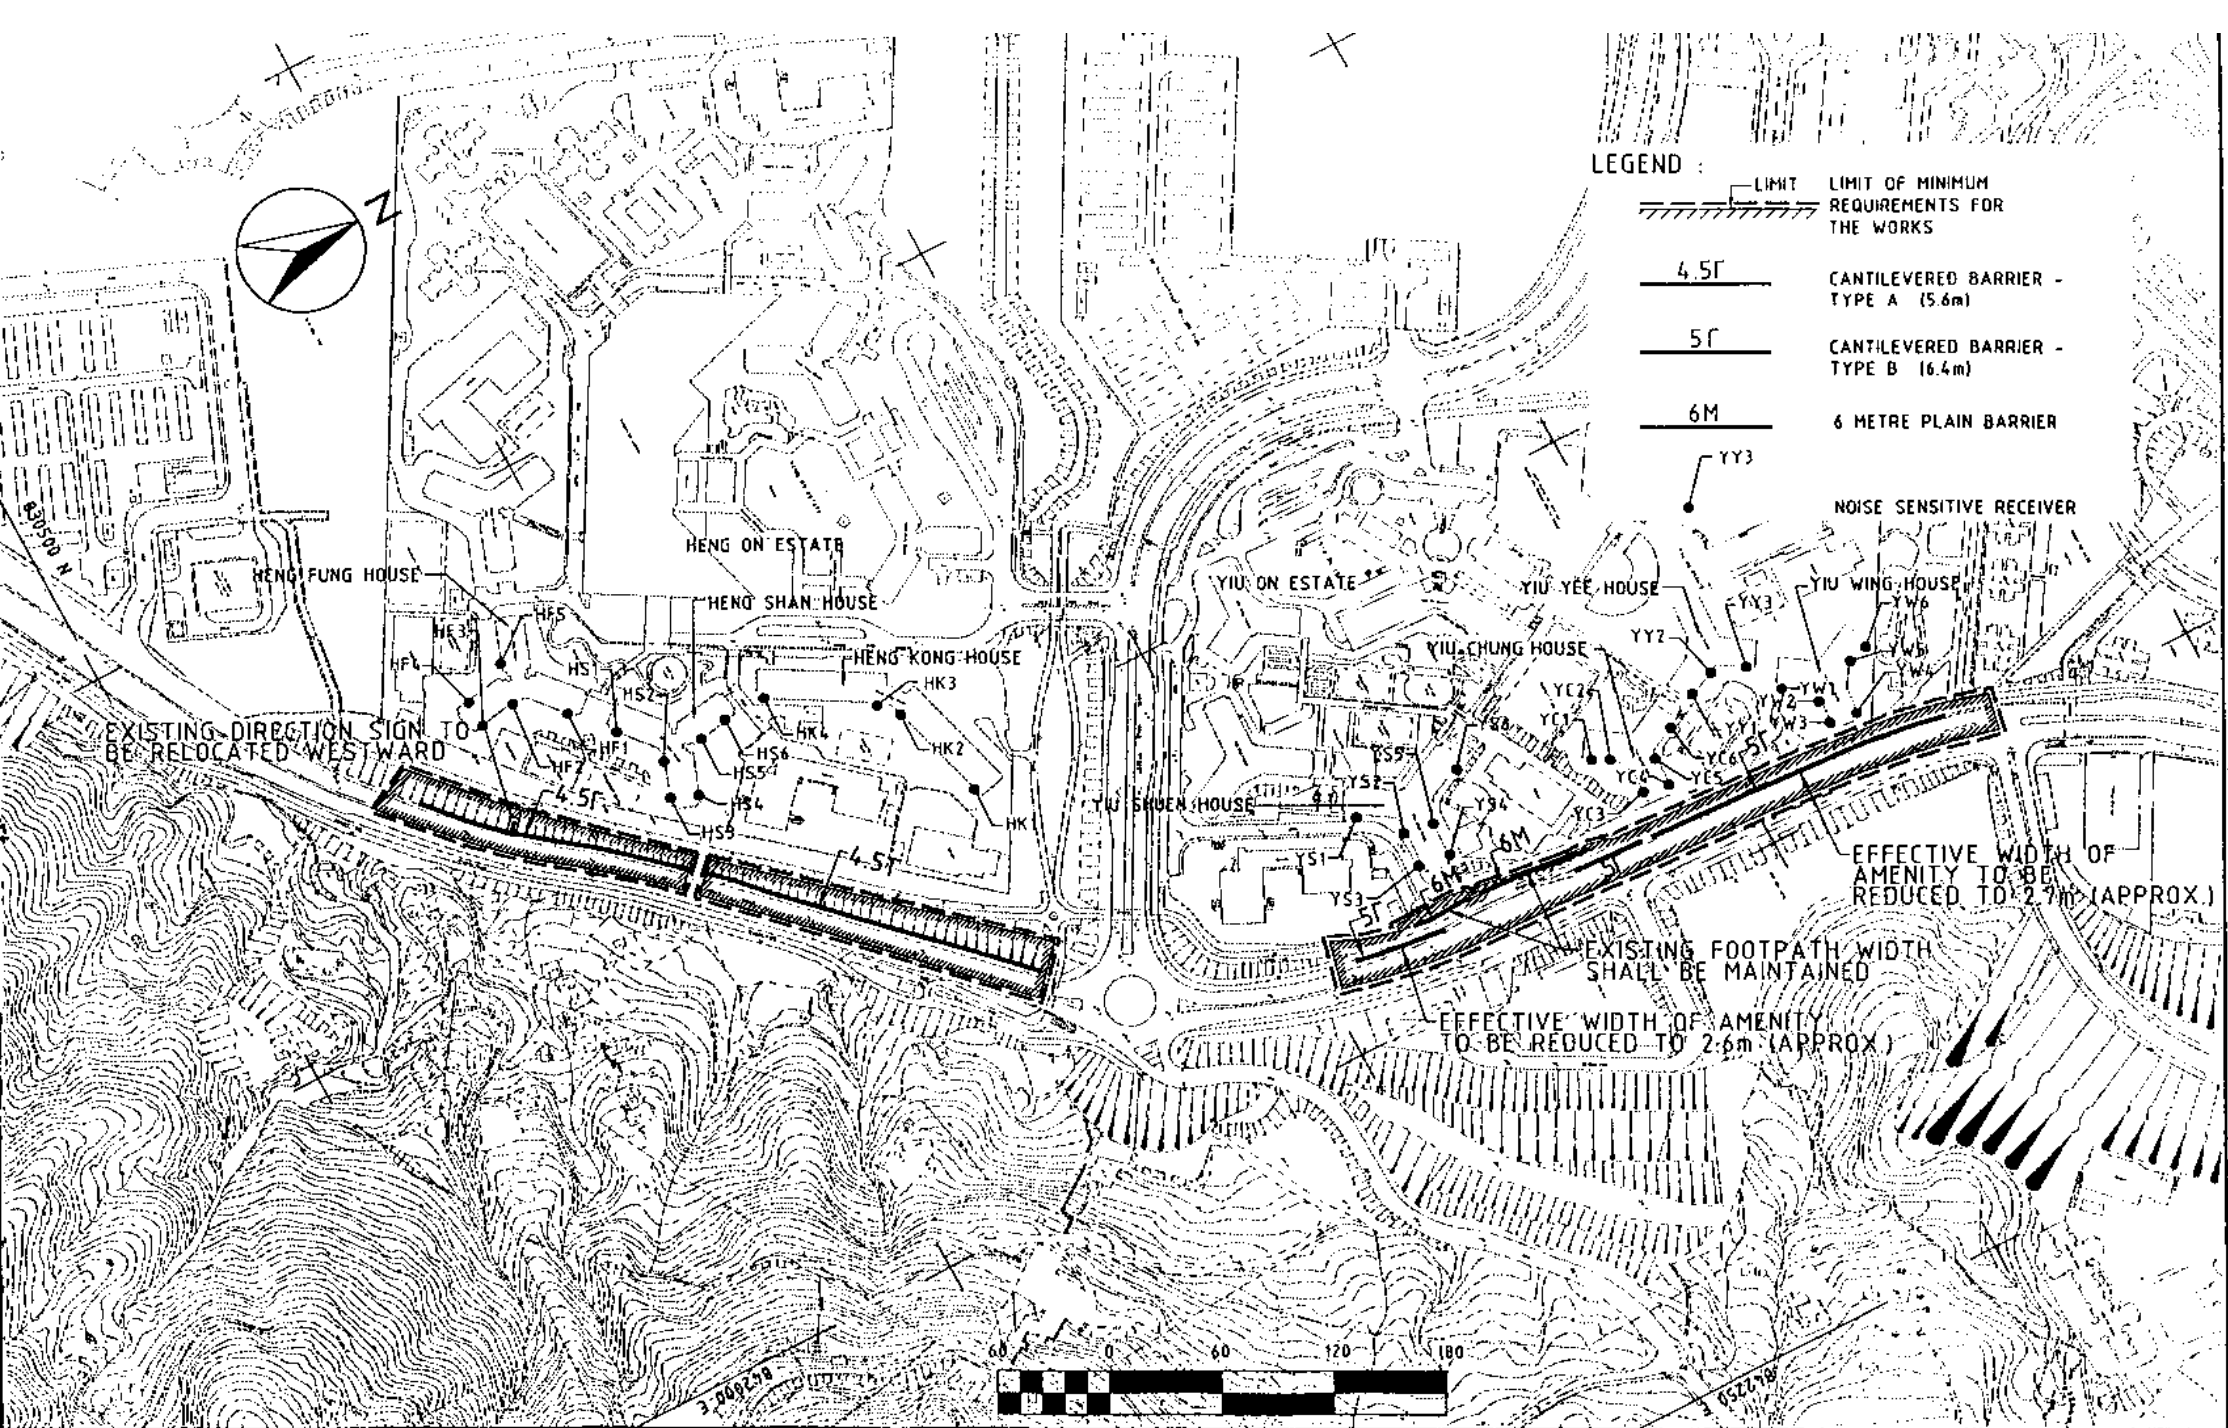 N
LEGEND :
LIMIT
LIMIT OF MINIMUM
REQUIREMENTS FOR
THE WORKS
4.5Γ
CANTILEVERED BARRIER -
TYPE A (5.6m)
5Γ
CANTILEVERED BARRIER -
TYPE B (6.4m)
6M
6 METRE PLAIN BARRIER
YY3
NOISE SENSITIVE RECEIVER
830500 N
HENG ON ESTATE
HENG FUNG HOUSE
HENG SHAN HOUSE
HENG KONG HOUSE
HF5
HF3
HF4
HF1
HF2
HS1
HS2
HS6
HS5
HS4
HS3
HK4
HK3
HK2
HK1
EXISTING DIRECTION SIGN TO
BE RELOCATED WESTWARD
4.5Γ
4.5Γ
YIU ON ESTATE
YIU YEE HOUSE
YIU WING HOUSE
YIU CHUNG HOUSE
YIU SHUEN HOUSE
YY3
YY2
YY1
YW6
YW5
YW4
YW1
YW2
YW3
YC2
YC1
YC6
YC5
YC4
YC3
YS6
YS5
YS2
YS4
YS1
YS3
5Γ
6M
6M
5Γ
EFFECTIVE WIDTH OF
AMENITY TO BE
REDUCED TO 2.7m (APPROX.)
EXISTING FOOTPATH WIDTH
SHALL BE MAINTAINED
EFFECTIVE WIDTH OF AMENITY
TO BE REDUCED TO 2.6m (APPROX.)
60 0 60 120 180
842000 E
842250 E